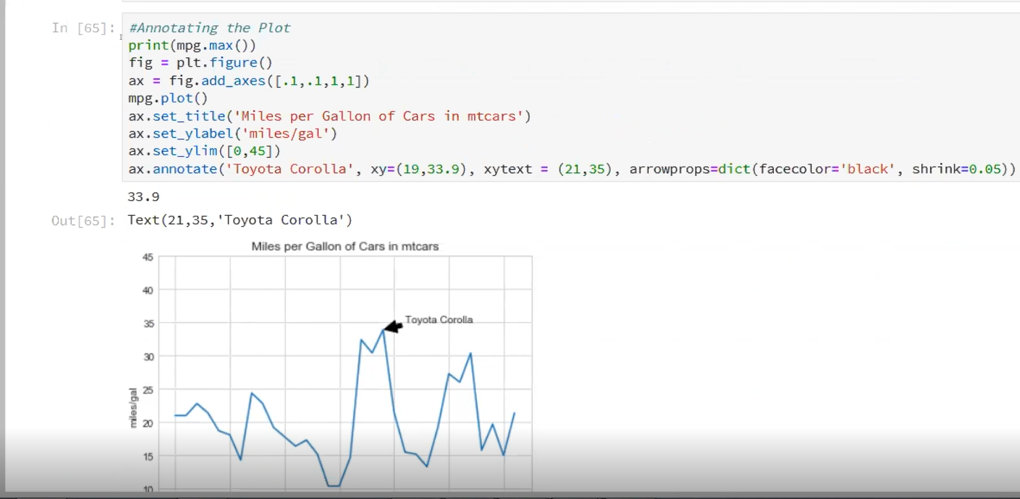 In [65]:
#Annotating the Plot
print(mpg.max())
fig = plt.figure()
ax = fig.add_axes([.1,.1,1,1])
mpg.plot()
ax.set_title('Miles per Gallon of Cars in mtcars')
ax.set_ylabel('miles/gal')
ax.set_ylim([0,45])
ax.annotate('Toyota Corolla', xy=(19,33.9), xytext = (21,35), arrowprops=dict(facecolor='black', shrink=0.05))
33.9
Out[65]: Text(21,35,'Toyota Corolla')
Miles per Gallon of Cars in mtcars
45
40
35
Toyota Corolla
30
25
miles/gal
20
15
10